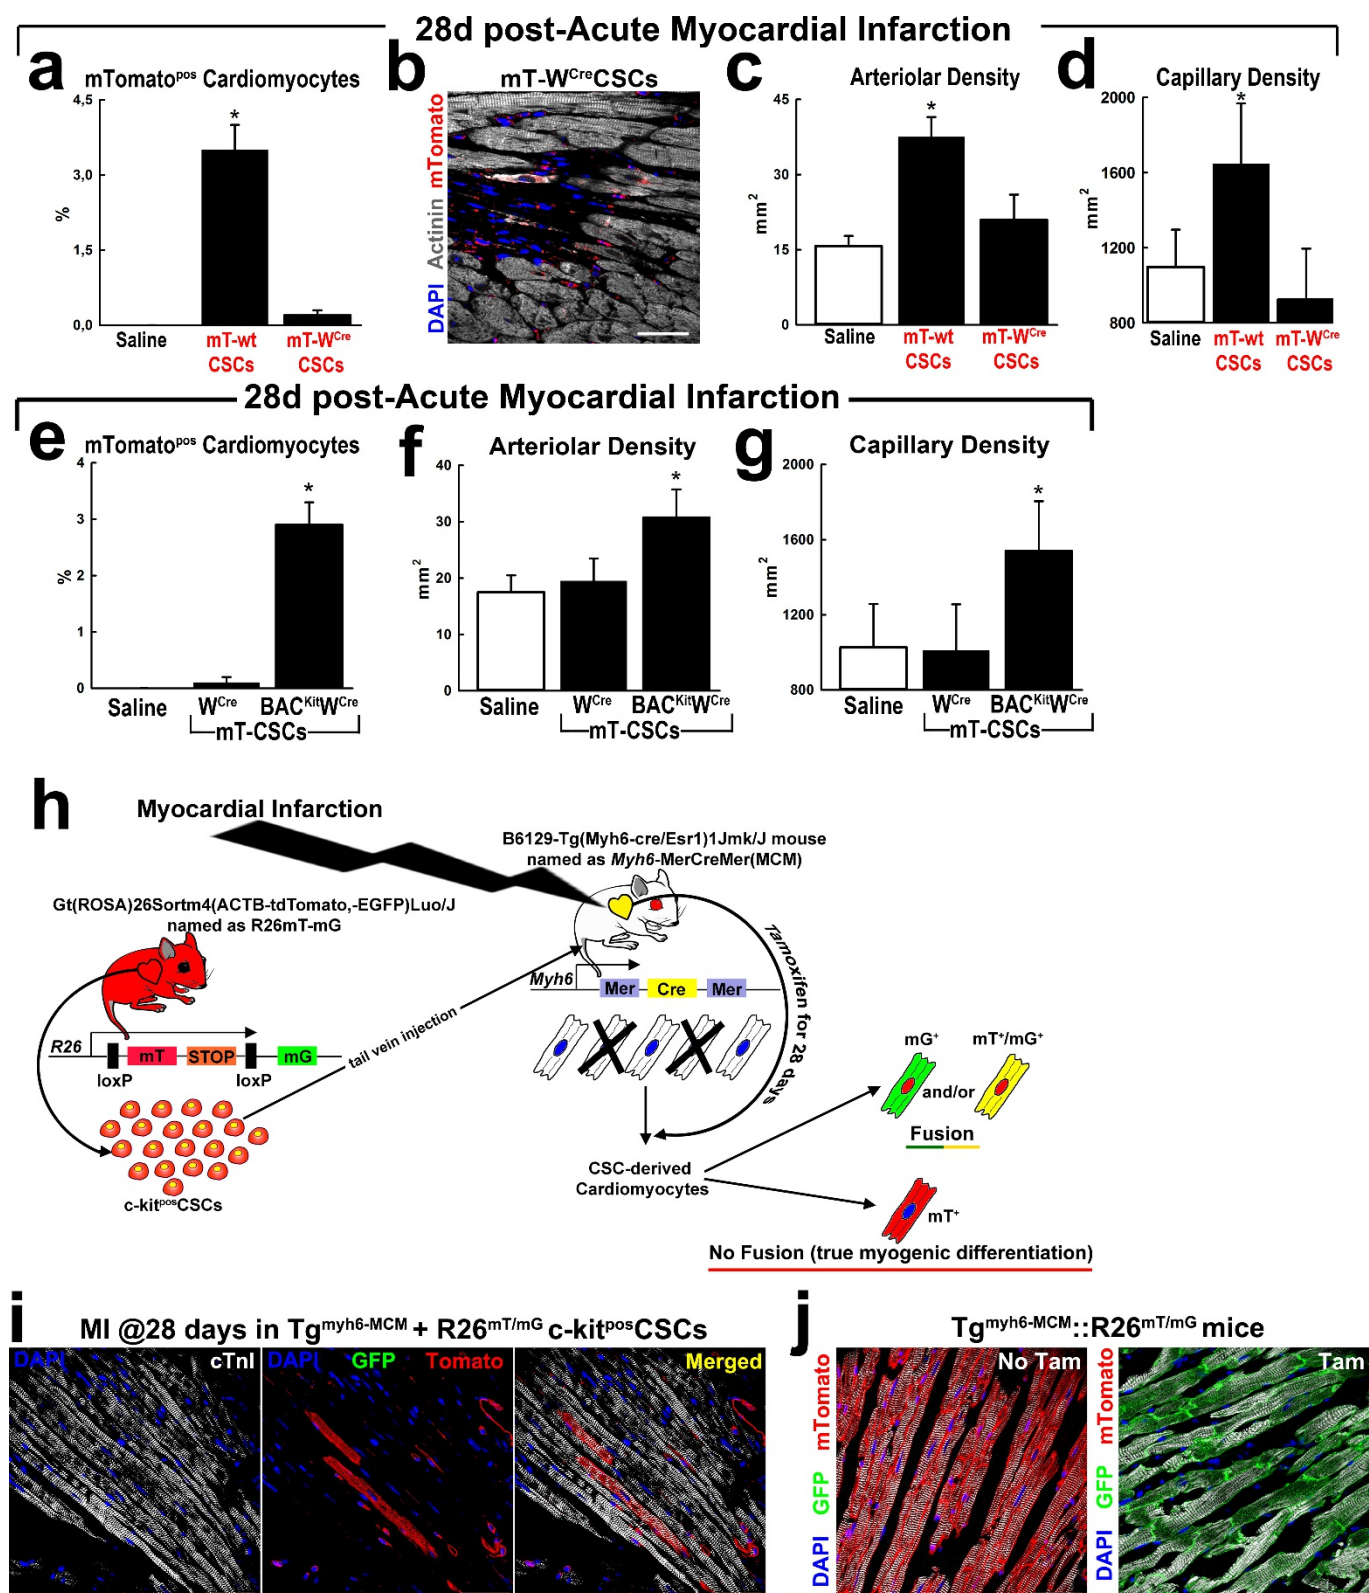 28d post-Acute Myocardial Infarction
a
mTomatopos Cardiomyocytes
4,5
3,0
1,5
0,0
%
*
Saline
mT-wt
CSCs
mT-WCre
CSCs
b
mT-WCreCSCs
DAPI Actinin mTomato
c
Arteriolar Density
45
30
15
0
mm2
*
Saline
mT-wt
CSCs
mT-WCre
CSCs
d
Capillary Density
2000
1600
1200
800
mm2
*
Saline
mT-wt
CSCs
mT-WCre
CSCs
28d post-Acute Myocardial Infarction
e
mTomatopos Cardiomyocytes
4
3
2
1
0
%
*
Saline
WCre
BACKitWCre
mT-CSCs
f
Arteriolar Density
40
30
20
10
0
mm2
*
Saline
WCre
BACKitWCre
mT-CSCs
g
Capillary Density
2000
1600
1200
800
mm2
*
Saline
WCre
BACKitWCre
mT-CSCs
h
Myocardial Infarction
B6129-Tg(Myh6-cre/Esr1)1Jmk/J mouse
named as Myh6-MerCreMer(MCM)
Gt(ROSA)26Sortm4(ACTB-tdTomato,-EGFP)Luo/J
named as R26mT-mG
R26
mT
STOP
mG
loxP
loxP
c-kitposCSCs
tail vein injection
Myh6
Mer
Cre
Mer
Tamoxifen for 28 days
CSC-derived
Cardiomyocytes
mG+
and/or
mT+/mG+
Fusion
mT+
No Fusion (true myogenic differentiation)
i
MI @28 days in Tgmyh6-MCM + R26mT/mG c-kitposCSCs
DAPI
cTnI
DAPI
GFP
Tomato
Merged
j
Tgmyh6-MCM::R26mT/mG mice
DAPI GFP mTomato
No Tam
DAPI GFP mTomato
Tam